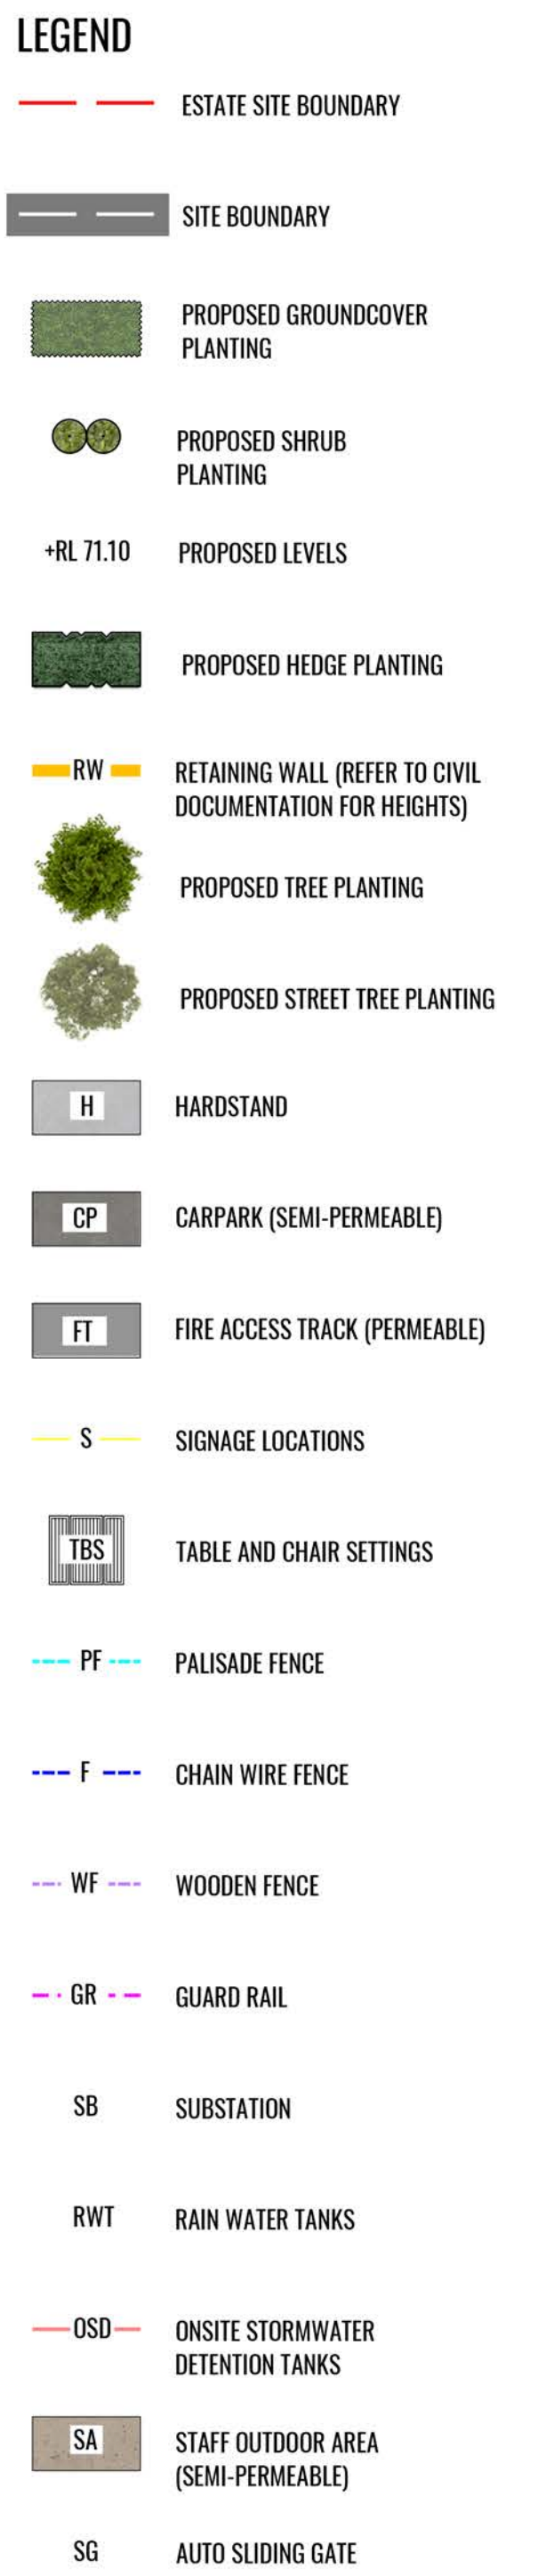 LEGEND
ESTATE SITE BOUNDARY
SITE BOUNDARY
PROPOSED GROUNDCOVER
PLANTING
PROPOSED SHRUB
PLANTING
+RL 71.10 PROPOSED LEVELS
PROPOSED HEDGE PLANTING
RW RETAINING WALL (REFER TO CIVIL
DOCUMENTATION FOR HEIGHTS)
PROPOSED TREE PLANTING
PROPOSED STREET TREE PLANTING
H HARDSTAND
CP CARPARK (SEMI-PERMEABLE)
FT FIRE ACCESS TRACK (PERMEABLE)
S SIGNAGE LOCATIONS
TBS TABLE AND CHAIR SETTINGS
PF PALISADE FENCE
F CHAIN WIRE FENCE
WF WOODEN FENCE
GR GUARD RAIL
SB SUBSTATION
RWT RAIN WATER TANKS
OSD ONSITE STORMWATER
DETENTION TANKS
SA STAFF OUTDOOR AREA
(SEMI-PERMEABLE)
SG AUTO SLIDING GATE